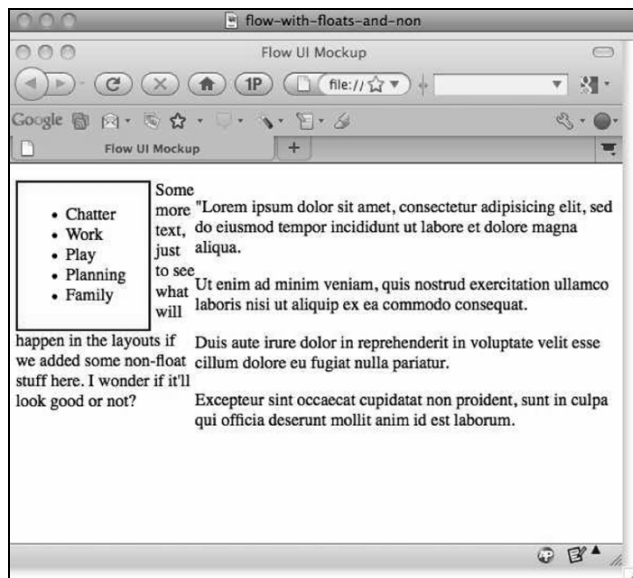 flow-with-floats-and-non
Flow UI Mockup
1P
file://
Google
Flow UI Mockup
+
• Chatter
• Work
• Play
• Planning
• Family
Some
more
text,
just
to see
what
will
happen in the layouts if
we added some non-float
stuff here. I wonder if it'll
look good or not?
"Lorem ipsum dolor sit amet, consectetur adipisicing elit, sed
do eiusmod tempor incididunt ut labore et dolore magna
aliqua.
Ut enim ad minim veniam, quis nostrud exercitation ullamco
laboris nisi ut aliquip ex ea commodo consequat.
Duis aute irure dolor in reprehenderit in voluptate velit esse
cillum dolore eu fugiat nulla pariatur.
Excepteur sint occaecat cupidatat non proident, sunt in culpa
qui officia deserunt mollit anim id est laborum.